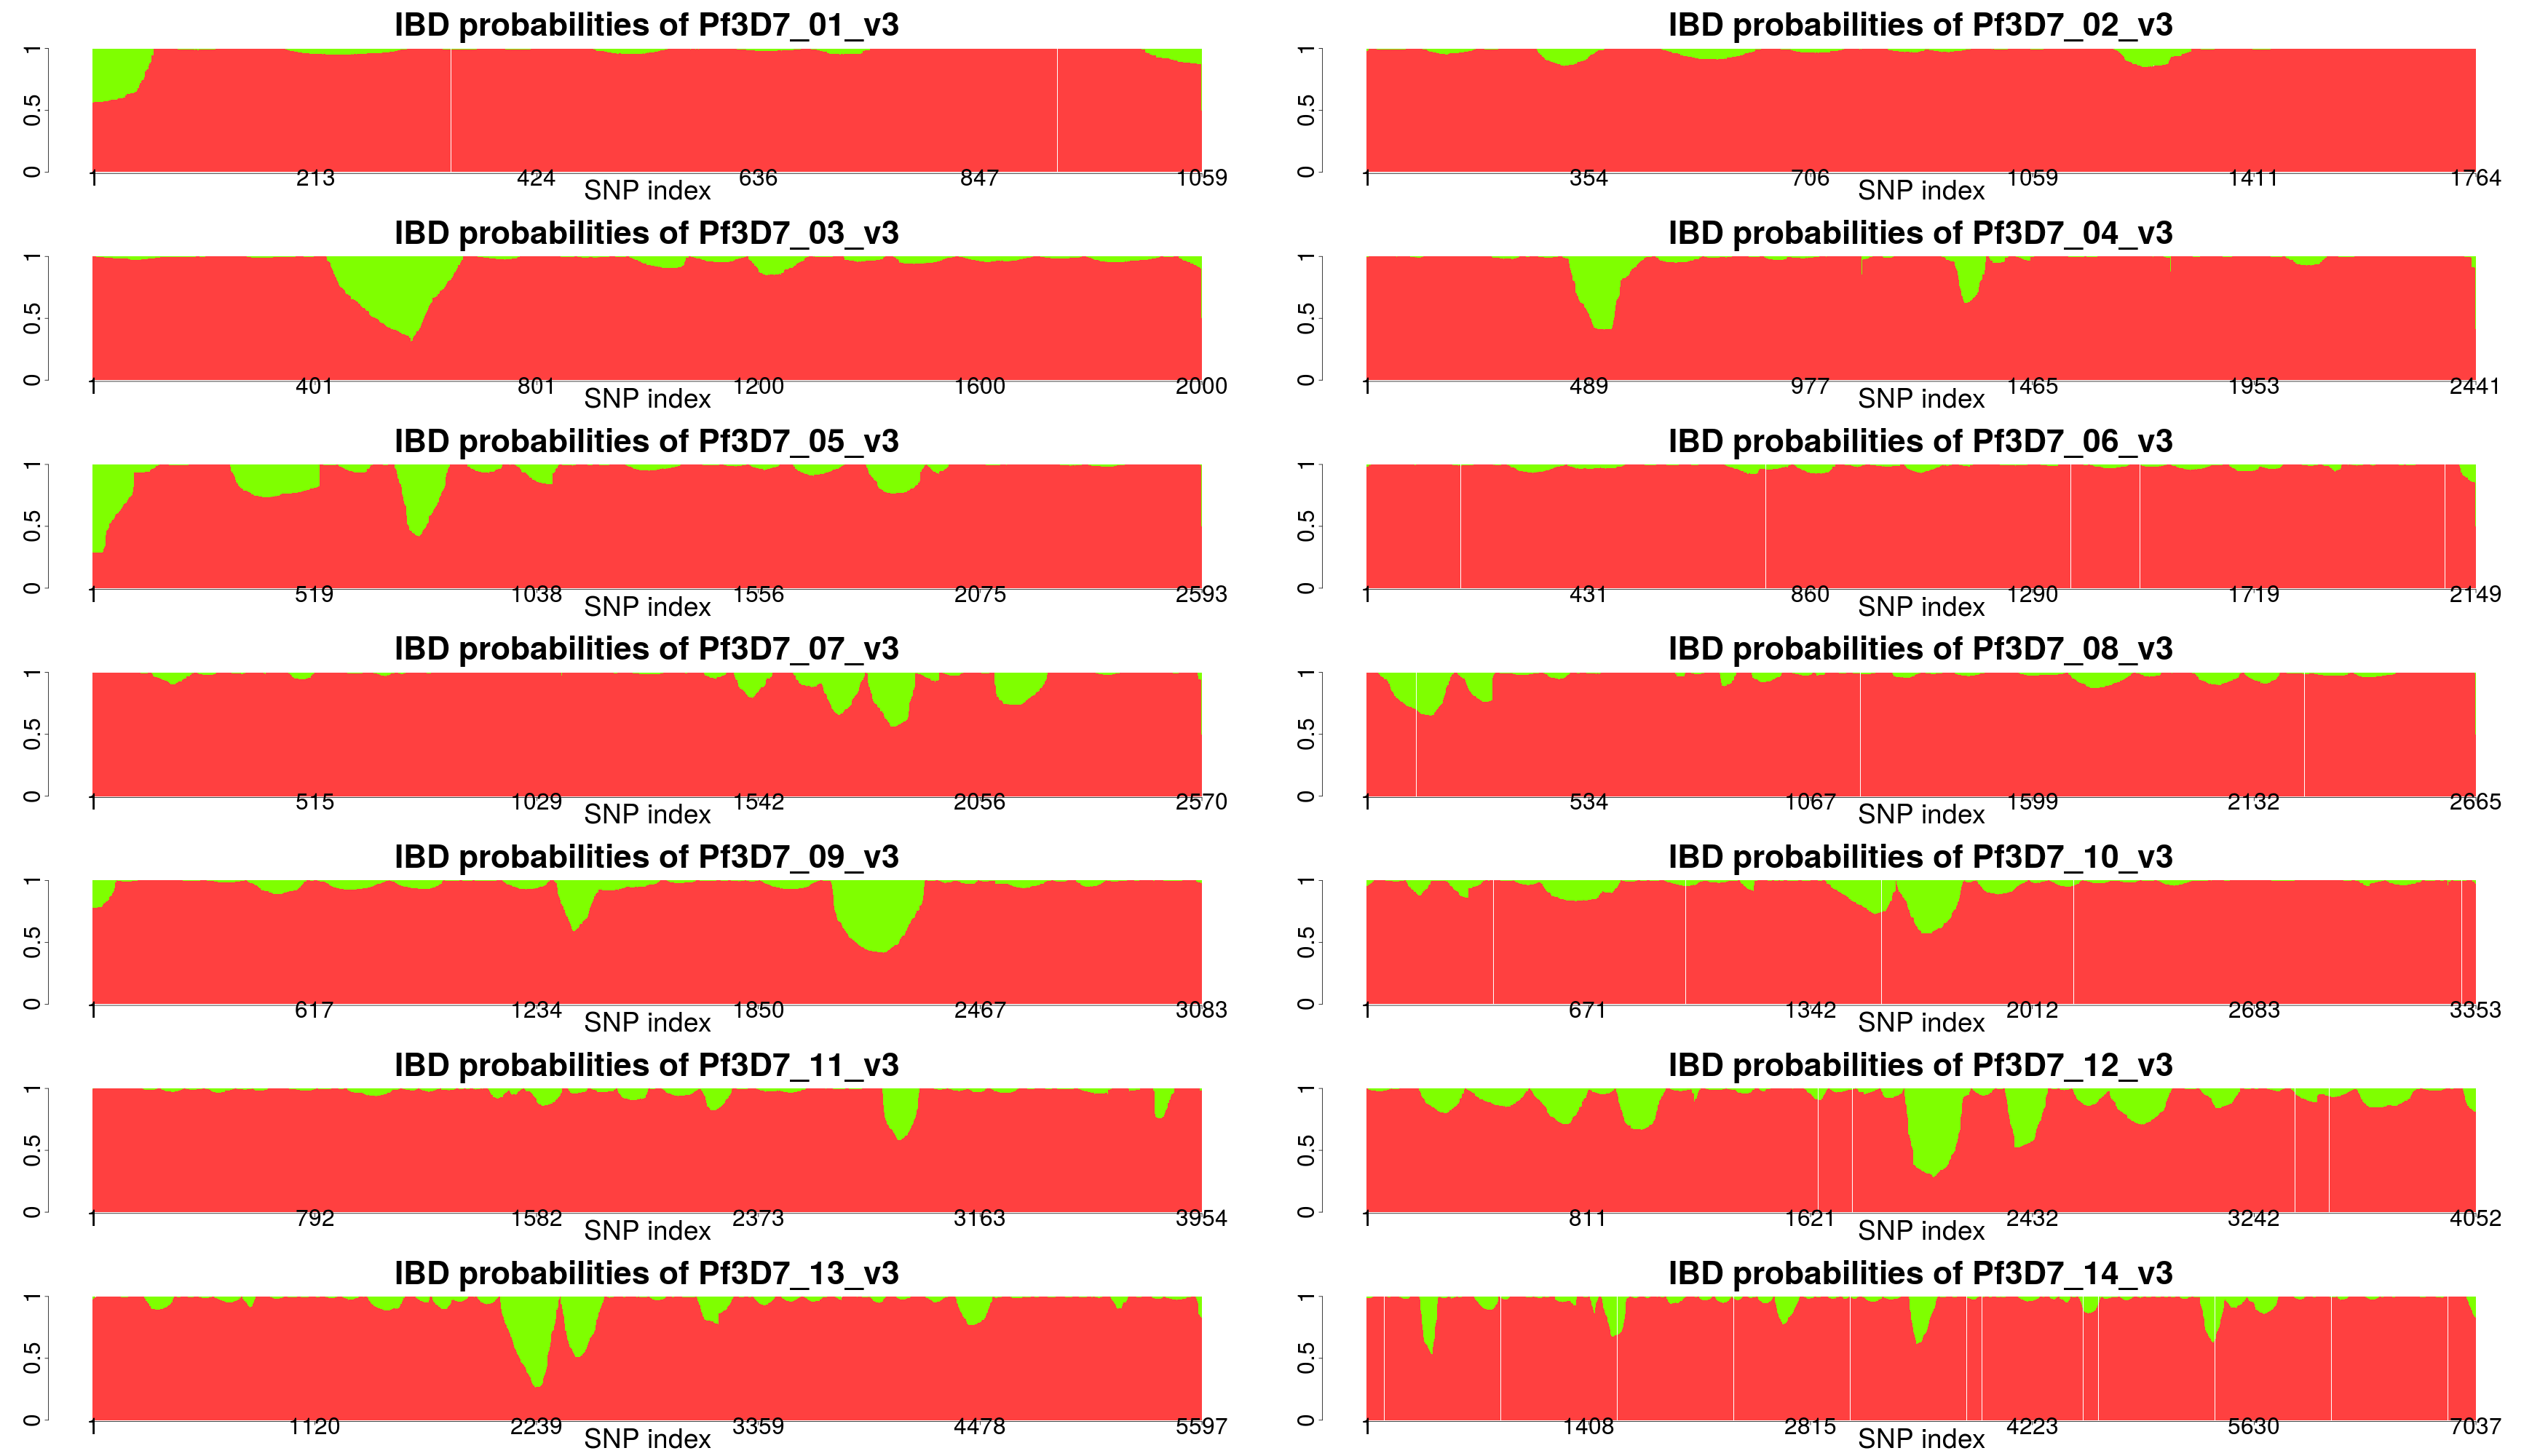 IBD probabilities of Pf3D7_01_v3
0 0.5 1
1 213 424 636 847 1059
SNP index
IBD probabilities of Pf3D7_02_v3
0 0.5 1
1 354 706 1059 1411 1764
SNP index
IBD probabilities of Pf3D7_03_v3
0 0.5 1
1 401 801 1200 1600 2000
SNP index
IBD probabilities of Pf3D7_04_v3
0 0.5 1
1 489 977 1465 1953 2441
SNP index
IBD probabilities of Pf3D7_05_v3
0 0.5 1
1 519 1038 1556 2075 2593
SNP index
IBD probabilities of Pf3D7_06_v3
0 0.5 1
1 431 860 1290 1719 2149
SNP index
IBD probabilities of Pf3D7_07_v3
0 0.5 1
1 515 1029 1542 2056 2570
SNP index
IBD probabilities of Pf3D7_08_v3
0 0.5 1
1 534 1067 1599 2132 2665
SNP index
IBD probabilities of Pf3D7_09_v3
0 0.5 1
1 617 1234 1850 2467 3083
SNP index
IBD probabilities of Pf3D7_10_v3
0 0.5 1
1 671 1342 2012 2683 3353
SNP index
IBD probabilities of Pf3D7_11_v3
0 0.5 1
1 792 1582 2373 3163 3954
SNP index
IBD probabilities of Pf3D7_12_v3
0 0.5 1
1 811 1621 2432 3242 4052
SNP index
IBD probabilities of Pf3D7_13_v3
0 0.5 1
1 1120 2239 3359 4478 5597
SNP index
IBD probabilities of Pf3D7_14_v3
0 0.5 1
1 1408 2815 4223 5630 7037
SNP index